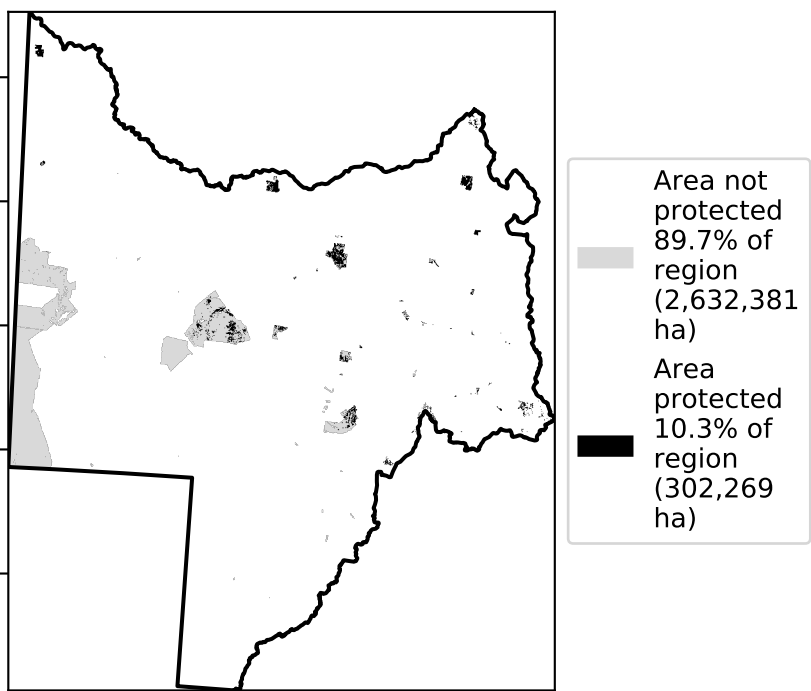 Area not
protected
89.7% of
region
(2,632,381
ha)
Area
protected
10.3% of
region
(302,269
ha)